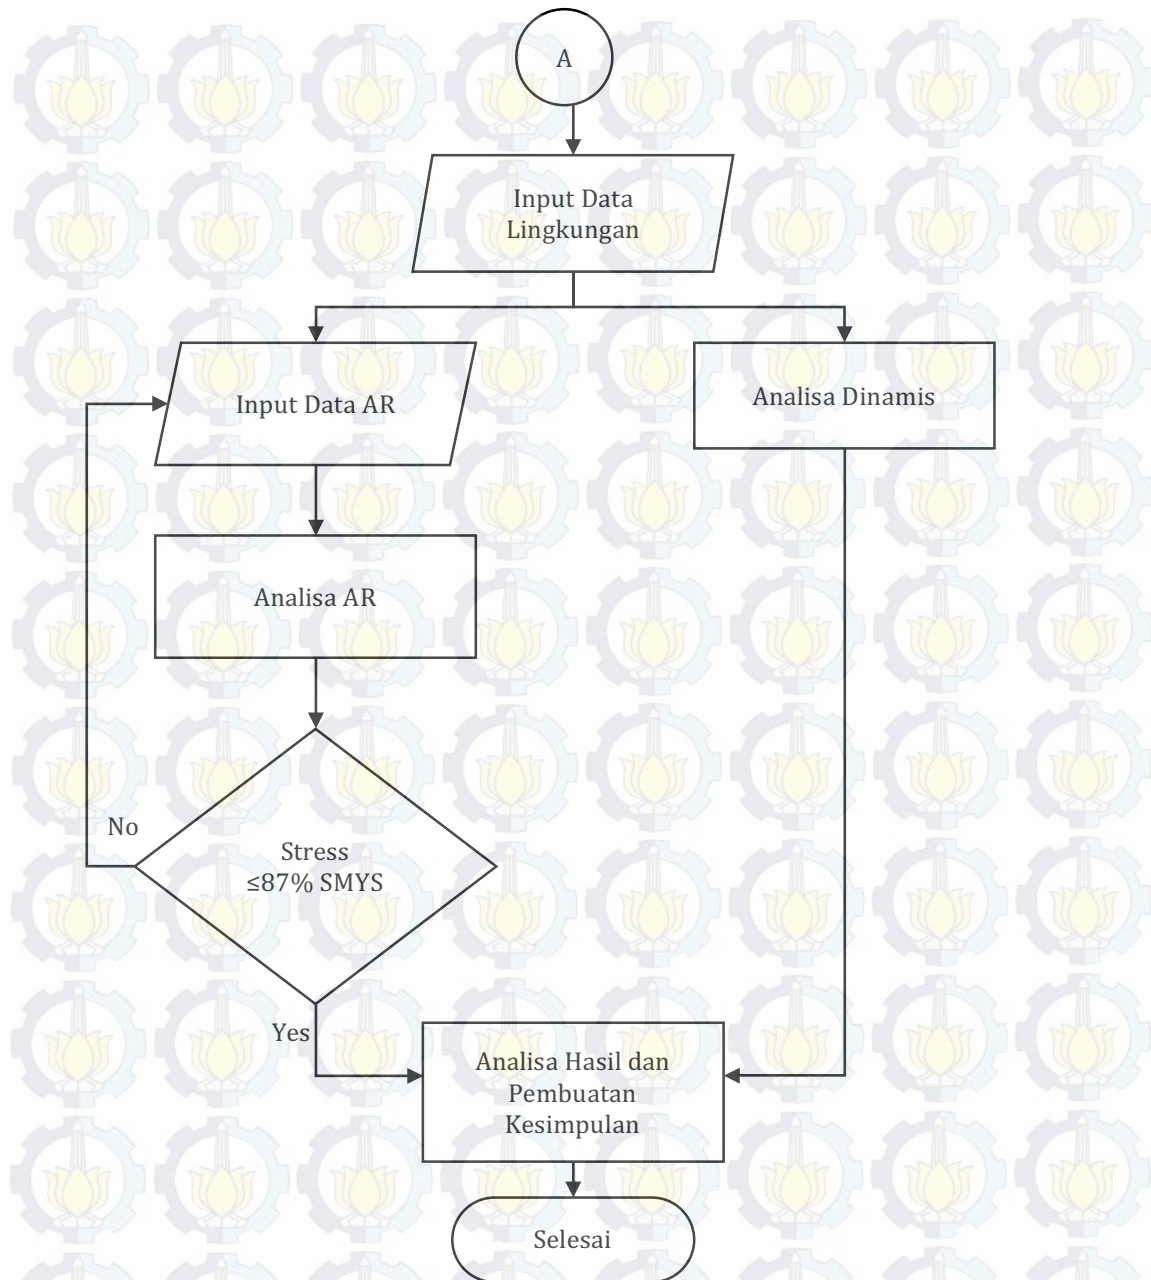 A
Input Data
Lingkungan
Input Data AR
Analisa Dinamis
Analisa AR
No
Stress
≤87% SMYS
Yes
Analisa Hasil dan
Pembuatan
Kesimpulan
Selesai